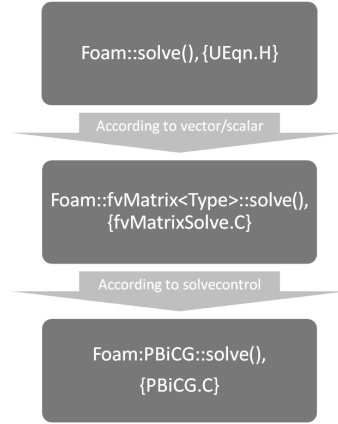 Foam::solve(), {UEqn.H}
According to vector/scalar
Foam::fvMatrix<Type>::solve(),
{fvMatrixSolve.C}
According to solvecontrol
Foam:PBiCG::solve(),
{PBiCG.C}